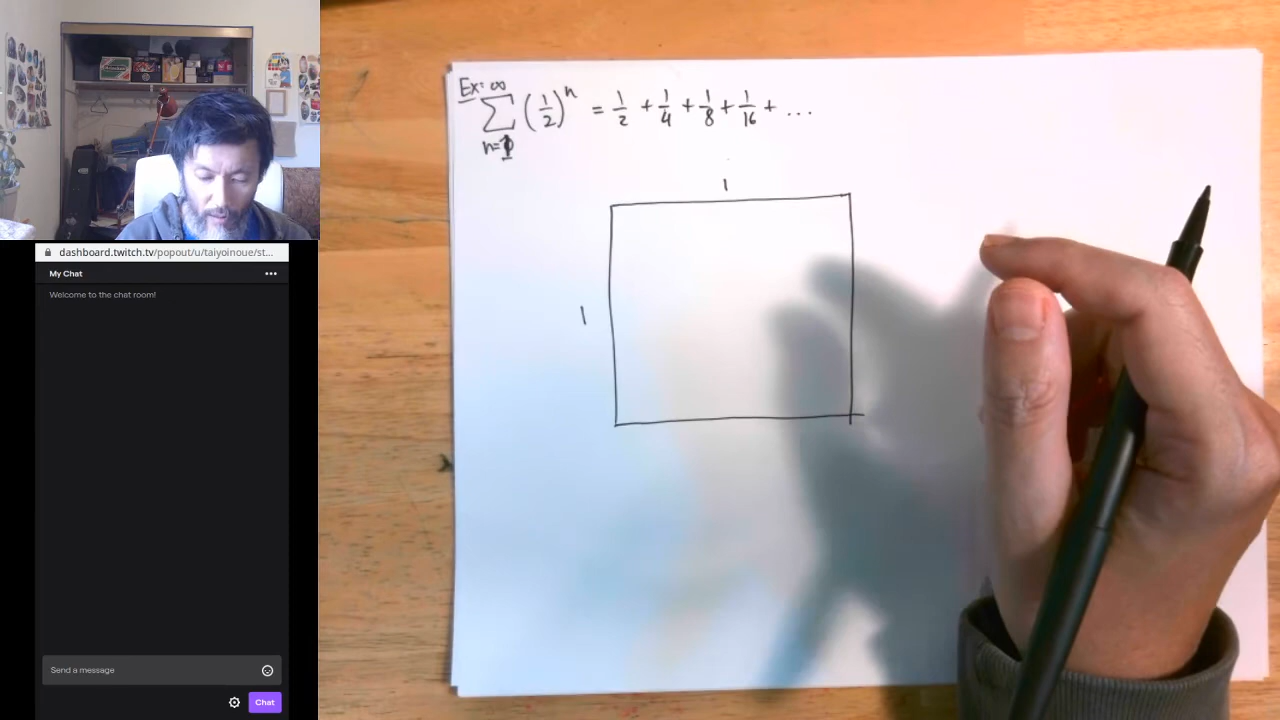 dashboard.twitch.tv/popout/u/taiyoinoue/st...
My Chat
Welcome to the chat room!
Send a message
Chat
Ex:
∞
∑ (1/2)^n = 1/2 + 1/4 + 1/8 + 1/16 + ...
n=1
1
1